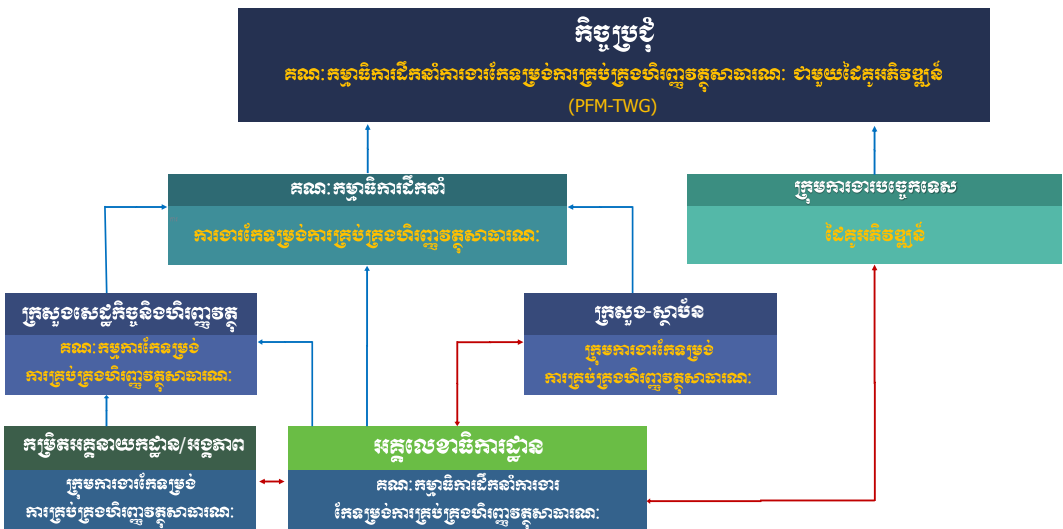 កិច្ចប្រជុំ
គណៈកម្មាធិការដឹកនាំការងារកែទម្រង់ការគ្រប់គ្រងហិរញ្ញវត្ថុសាធារណៈ ជាមួយដៃគូអភិវឌ្ឍន៍
(PFM-TWG)
គណៈកម្មាធិការដឹកនាំ
ការងារកែទម្រង់ការគ្រប់គ្រងហិរញ្ញវត្ថុសាធារណៈ
ក្រុមការងារបច្ចេកទេស
ដៃគូអភិវឌ្ឍន៍
ក្រសួងសេដ្ឋកិច្ចនិងហិរញ្ញវត្ថុ
គណៈកម្មការកែទម្រង់
ការគ្រប់គ្រងហិរញ្ញវត្ថុសាធារណៈ
ក្រសួង-ស្ថាប័ន
ក្រុមការងារកែទម្រង់
ការគ្រប់គ្រងហិរញ្ញវត្ថុសាធារណៈ
កម្រិតអគ្គនាយកដ្ឋាន/អង្គភាព
ក្រុមការងារកែទម្រង់
ការគ្រប់គ្រងហិរញ្ញវត្ថុសាធារណៈ
អគ្គលេខាធិការដ្ឋាន
គណៈកម្មាធិការដឹកនាំការងារ
កែទម្រង់ការគ្រប់គ្រងហិរញ្ញវត្ថុសាធារណៈ